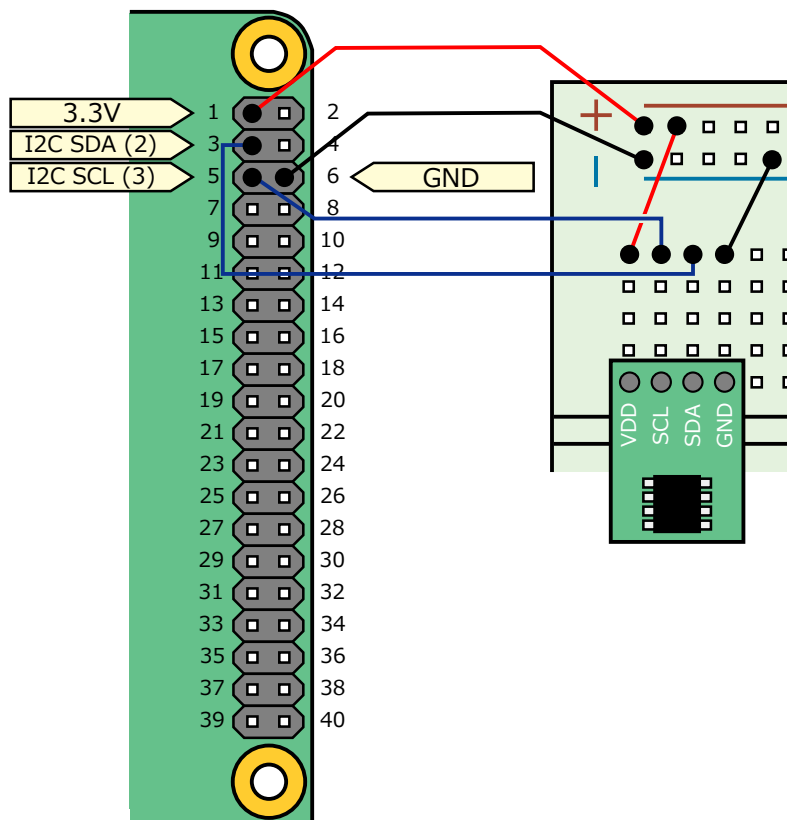 3.3V 1 2
I2C SDA (2) 3 4
I2C SCL (3) 5 6 GND
7 8
9 10
11 12
13 14
15 16
17 18
19 20
21 22
23 24
25 26
27 28
29 30
31 32
33 34
35 36
37 38
39 40
+
−
VDD
SCL
SDA
GND